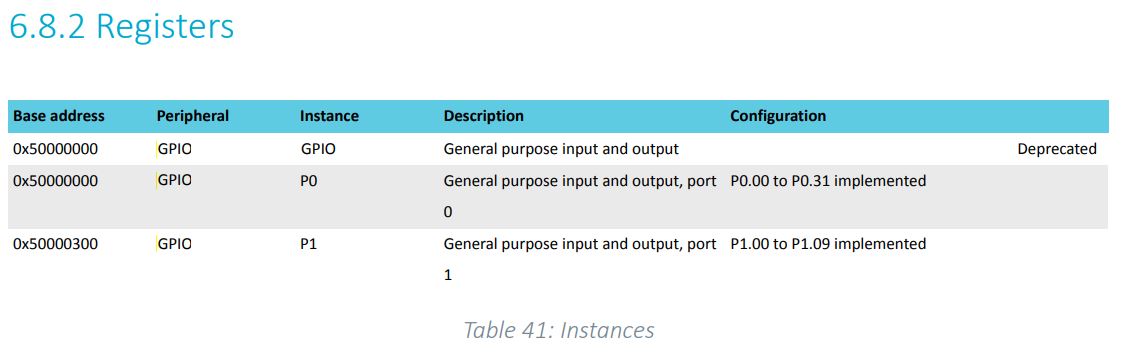 6.8.2 Registers
Base address Peripheral Instance Description Configuration
0x50000000 GPIO GPIO General purpose input and output Deprecated
0x50000000 GPIO P0 General purpose input and output, port P0.00 to P0.31 implemented
0
0x50000300 GPIO P1 General purpose input and output, port P1.00 to P1.09 implemented
1
Table 41: Instances